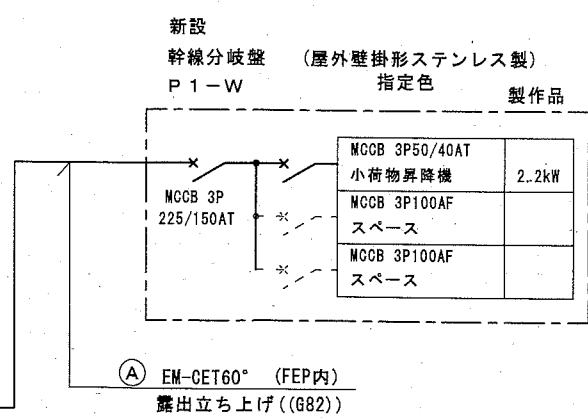 新設
幹線分岐盤 (屋外壁掛形ステンレス製)
P1-W 指定色
製作品
MCCB 3P50/40AT
小荷物昇降機 2.2kW
MCCB 3P
225/150AT
MCCB 3P100AF
スペース
MCCB 3P100AF
スペース
Ⓐ EM-CET60° (FEP内)
露出立ち上げ((G82))